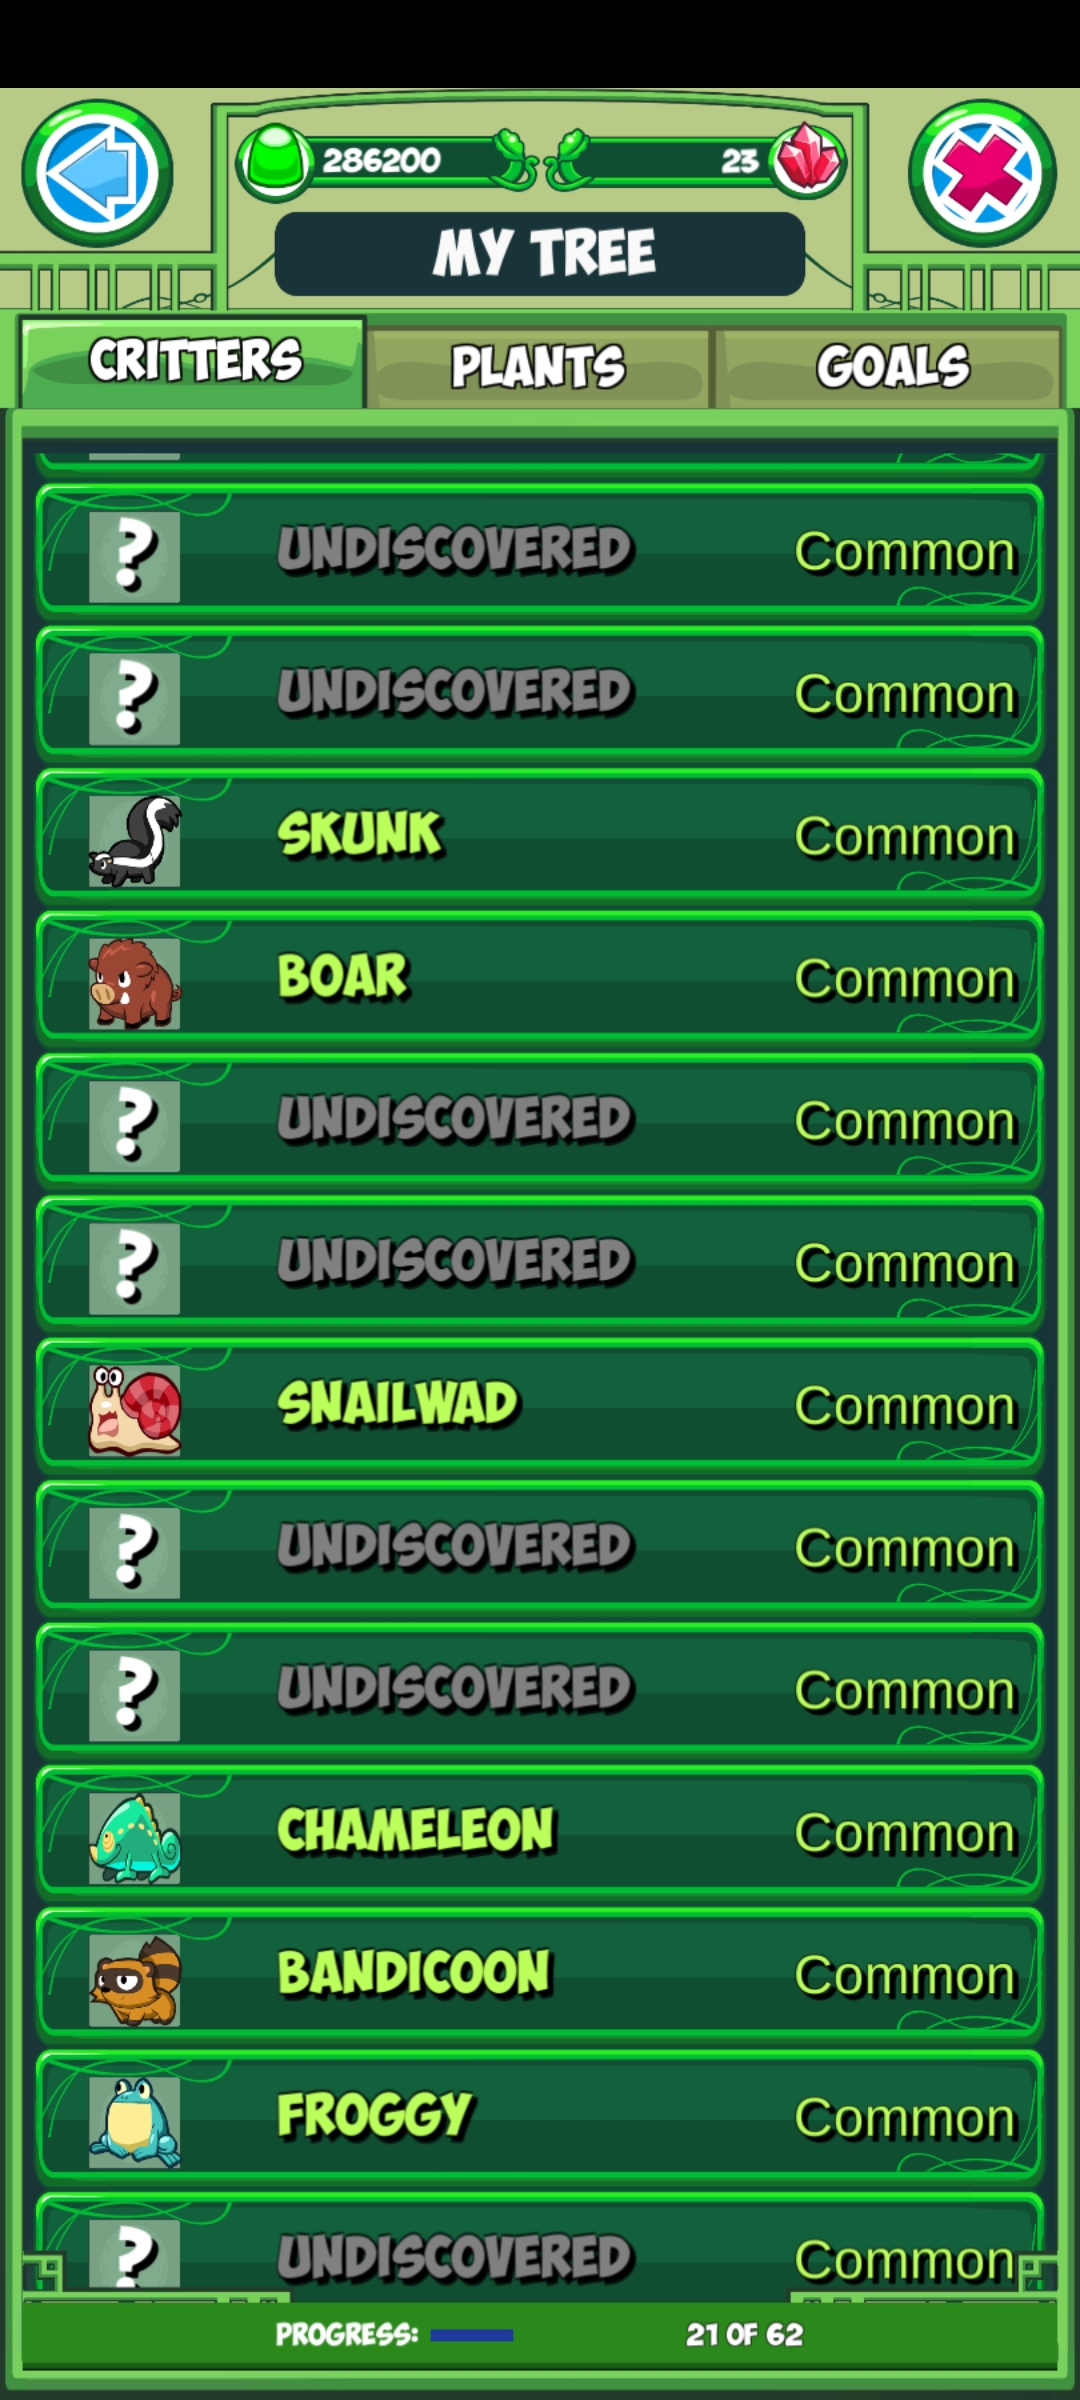 286200
23
MY TREE
CRITTERS
PLANTS
GOALS
? UNDISCOVERED Common
? UNDISCOVERED Common
SKUNK Common
BOAR Common
? UNDISCOVERED Common
? UNDISCOVERED Common
SNAILWAD Common
? UNDISCOVERED Common
? UNDISCOVERED Common
CHAMELEON Common
BANDICOON Common
FROGGY Common
? UNDISCOVERED Common
PROGRESS: 21 OF 62